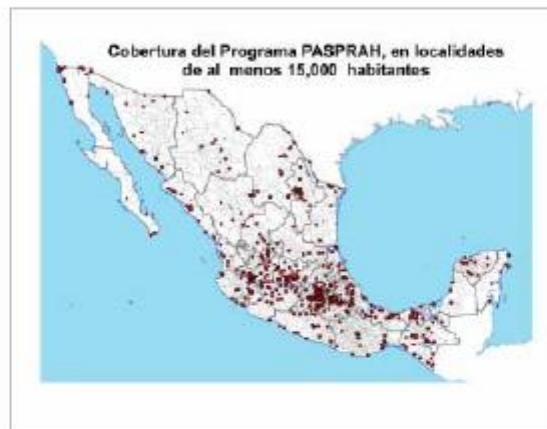 Cobertura del Programa PASPRAH, en localidades
de al menos 15,000 habitantes